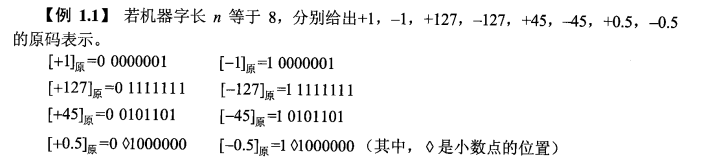 【例 1.1】 若机器字长 n 等于 8，分别给出+1，–1，+127，–127，+45，–45，+0.5，–0.5
的原码表示。
[+1]原=0 0000001 [–1]原=1 0000001
[+127]原=0 1111111 [–127]原=1 1111111
[+45]原=0 0101101 [–45]原=1 0101101
[+0.5]原=0 ◊1000000 [–0.5]原=1 ◊1000000（其中，◊ 是小数点的位置）